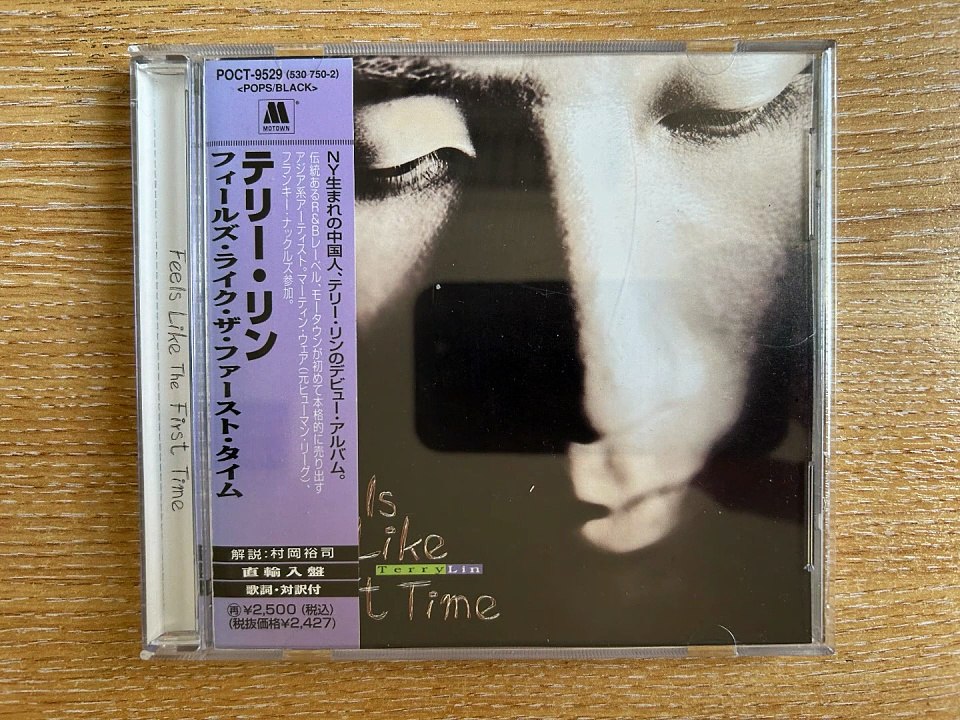 Feels Like The First Time
POCT-9529 (530 750-2)
<POPS/BLACK>
M
MOTOWN
NY生まれの中国人、テリー・リンのデビュー・アルバム。
伝統あるR&Bレーベル、モータウンが初めて本格的に売り出す
アジア系アーティスト。マーティン・ウェア(元ヒューマン・リーグ)、
フランキー・ナックルズ参加。
テリー・リン
フィールズ・ライク・ザ・ファースト・タイム
解説:村岡裕司
直輸入盤
歌詞・対訳付
再¥2,500(税込)
(税抜価格¥2,427)
ls
Like
TerryLin
t Time